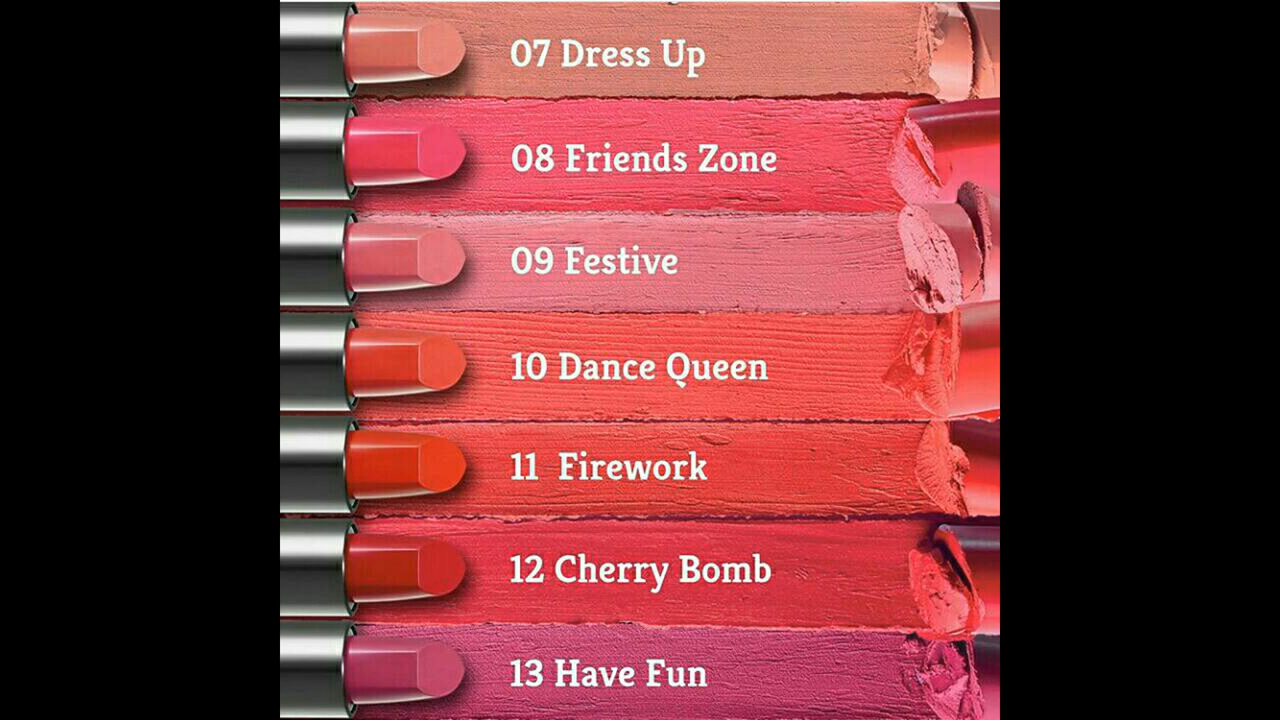 07 Dress Up
08 Friends Zone
09 Festive
10 Dance Queen
11 Firework
12 Cherry Bomb
13 Have Fun